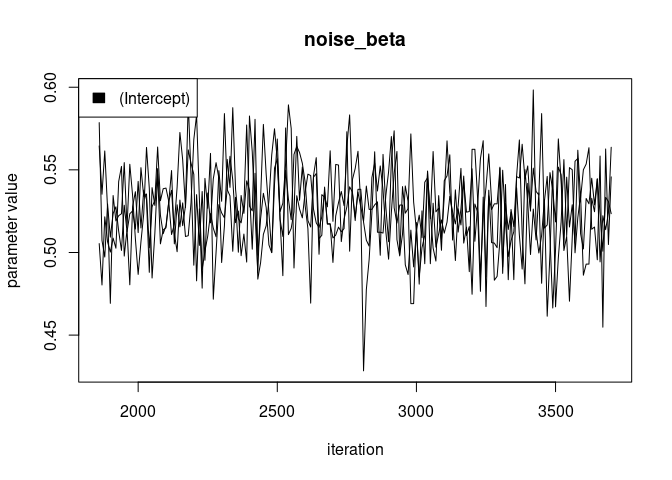 noise_beta
(Intercept)
0.60
0.55
0.50
0.45
parameter value
2000 2500 3000 3500
iteration